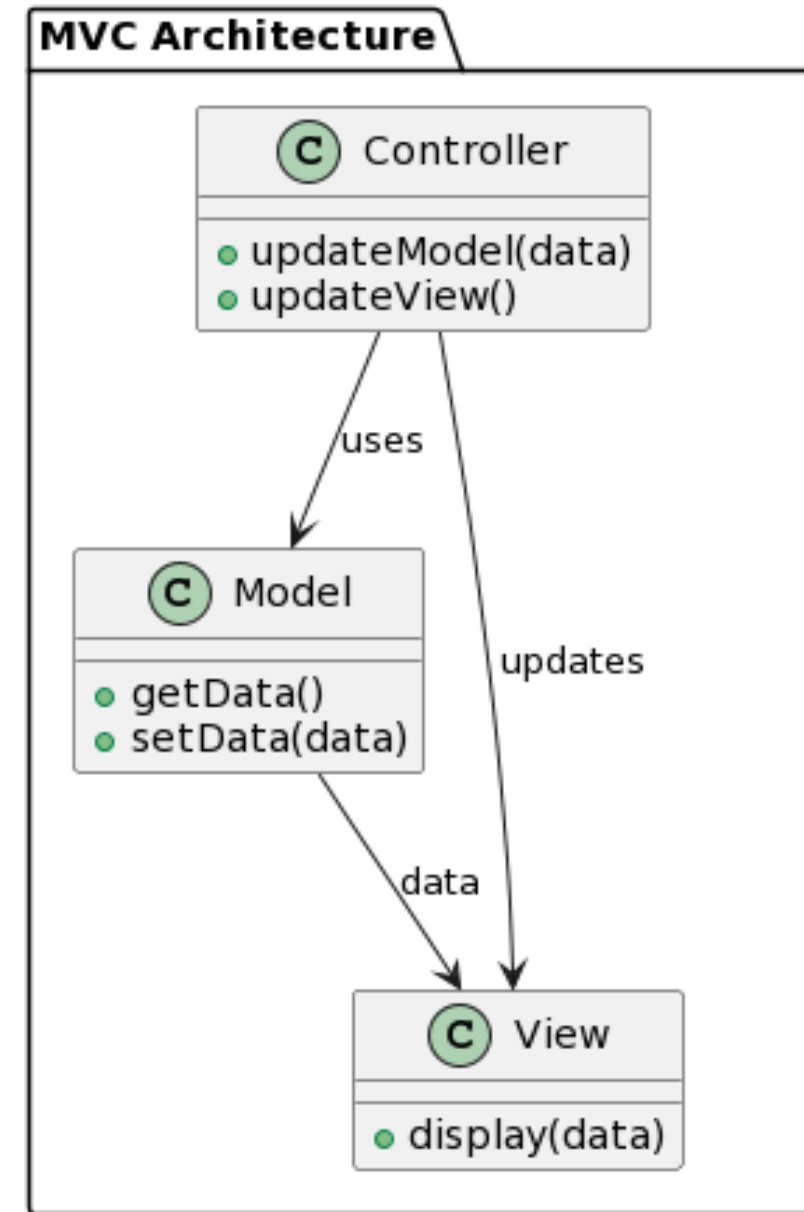 MVC Architecture
C Controller
updateModel(data)
updateView()
uses
C Model
updates
getData()
setData(data)
data
C View
display(data)